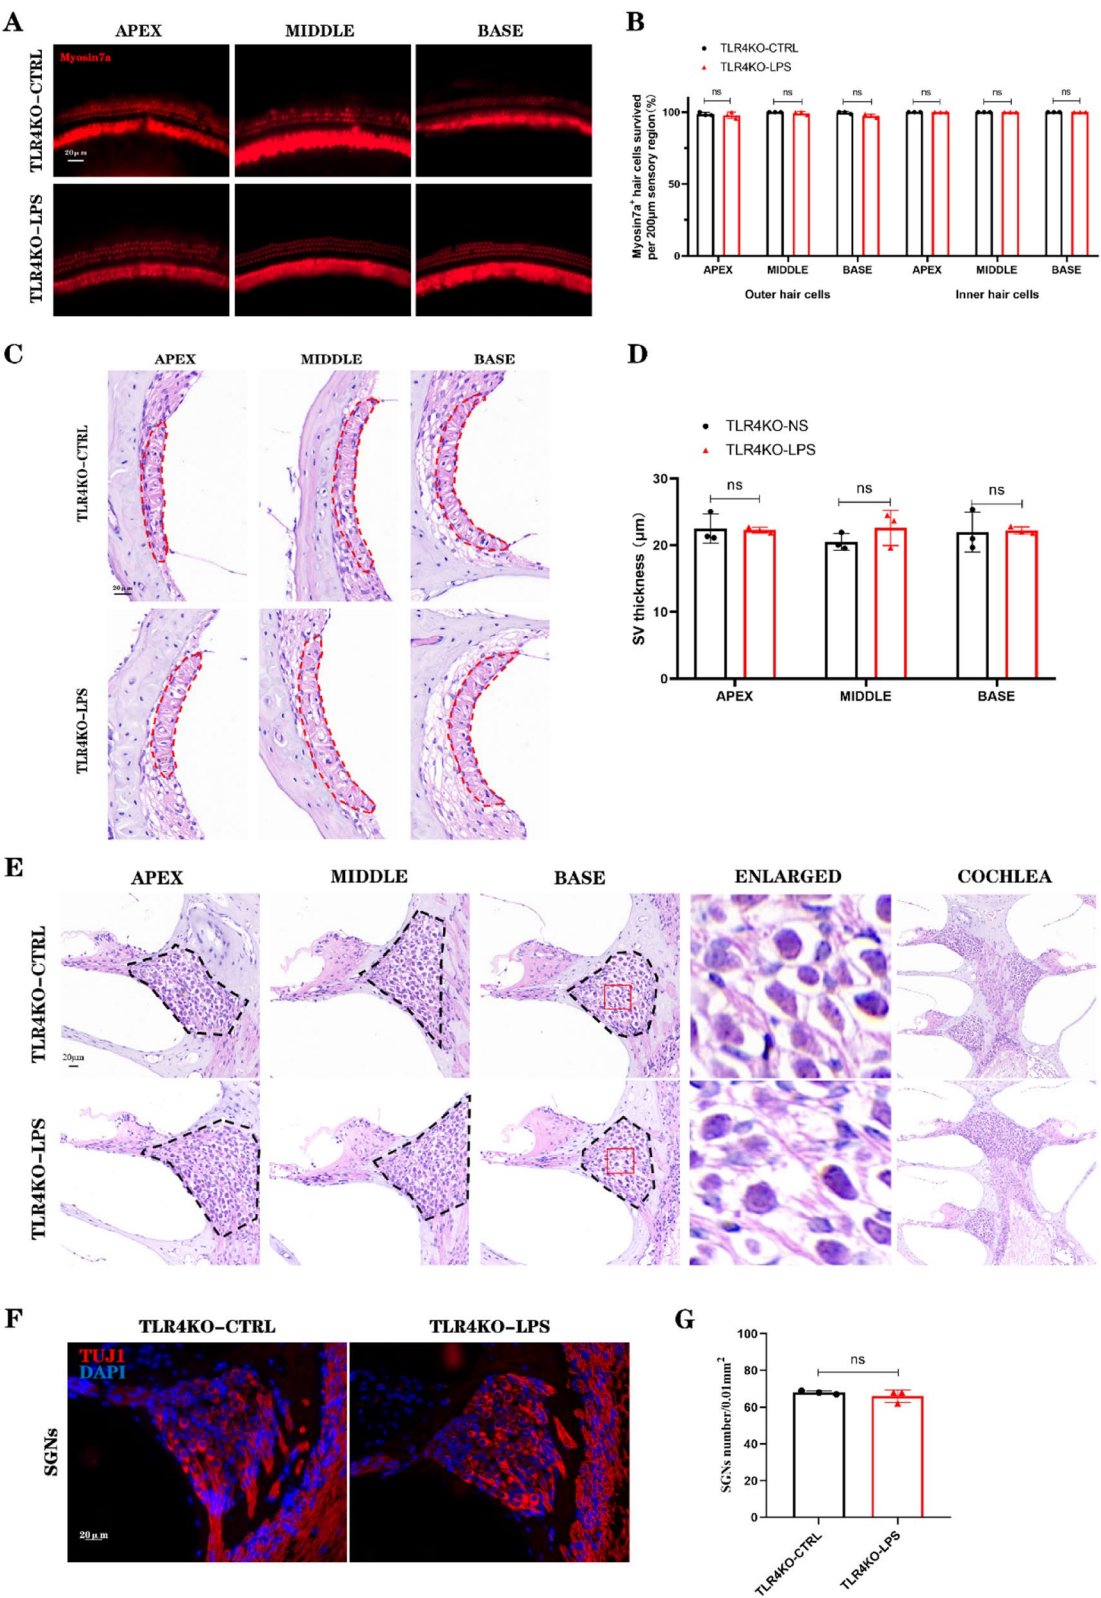 A
APEX
MIDDLE
BASE
TLR4KO-CTRL
Myosin7a
20μm
TLR4KO-LPS
B
TLR4KO-CTRL
TLR4KO-LPS
Myosin7a+ hair cells survived
per 200μm sensory region(%)
100
50
0
ns
ns
ns
ns
ns
ns
APEX
MIDDLE
BASE
APEX
MIDDLE
BASE
Outer hair cells
Inner hair cells
C
APEX
MIDDLE
BASE
TLR4KO-CTRL
20μm
TLR4KO-LPS
D
TLR4KO-NS
TLR4KO-LPS
SV thickness (μm)
30
20
10
0
ns
ns
ns
APEX
MIDDLE
BASE
E
APEX
MIDDLE
BASE
ENLARGED
COCHLEA
TLR4KO-CTRL
20μm
TLR4KO-LPS
F
TLR4KO-CTRL
TLR4KO-LPS
TUJ1
DAPI
SGNs
20μm
G
SGNs number/0.01mm²
100
80
60
40
20
0
ns
TLR4KO-CTRL
TLR4KO-LPS